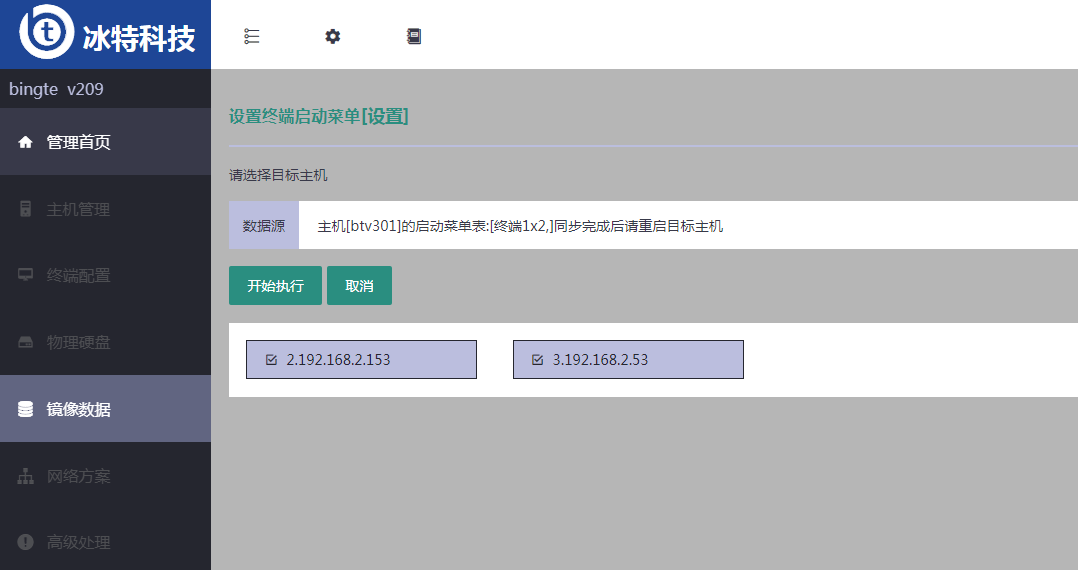 冰特科技
bingte v209
管理首页
主机管理
终端配置
物理硬盘
镜像数据
网络方案
高级处理
设置终端启动菜单[设置]
请选择目标主机
数据源 主机[btv301]的启动菜单表:[终端1x2,]同步完成后请重启目标主机
开始执行 取消
2.192.168.2.153 3.192.168.2.53